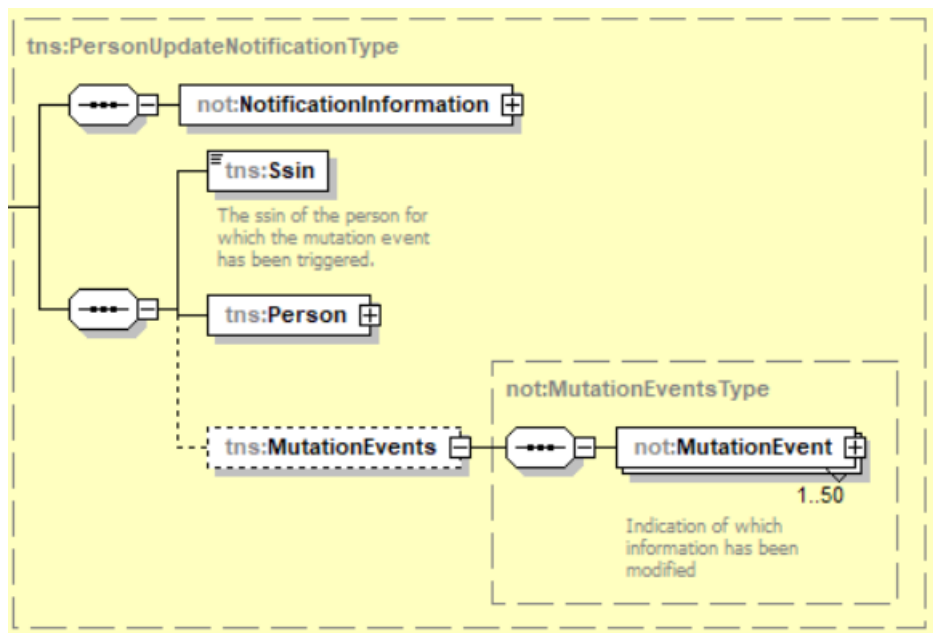 tns:PersonUpdateNotificationType
not:NotificationInformation
tns:Ssin
The ssin of the person for
which the mutation event
has been triggered.
tns:Person
not:MutationEventsType
tns:MutationEvents
not:MutationEvent
1..50
Indication of which
information has been
modified